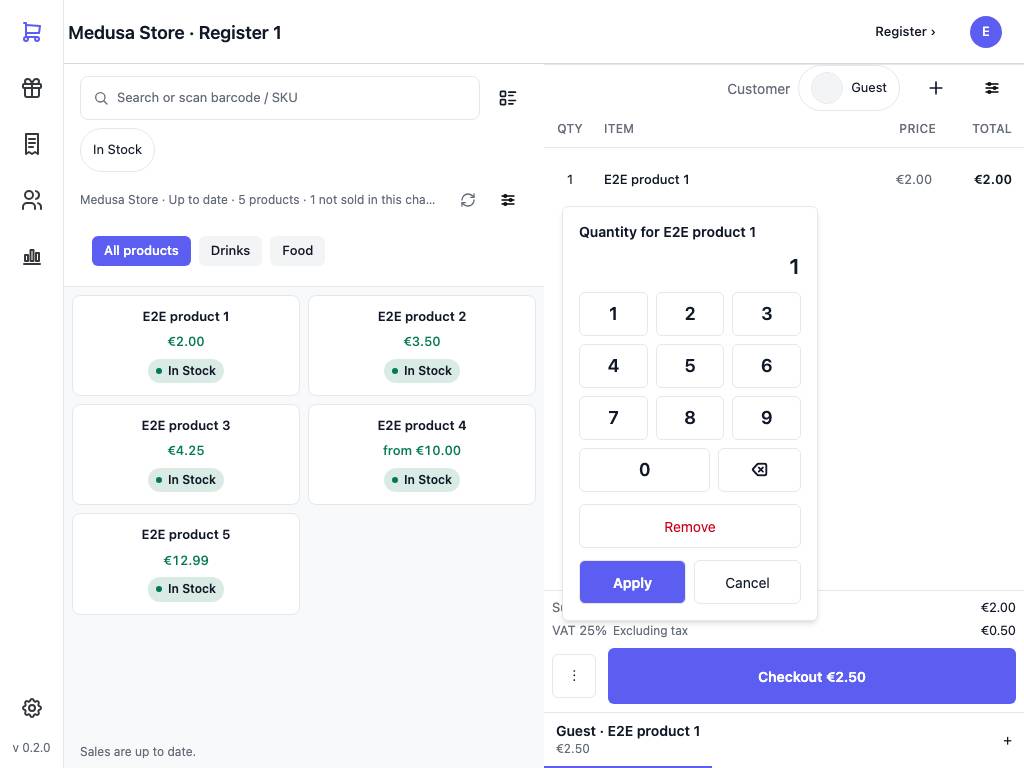 Medusa Store · Register 1
Register ›
E
Search or scan barcode / SKU
In Stock
Medusa Store · Up to date · 5 products · 1 not sold in this cha...
All products
Drinks
Food
E2E product 1
€2.00
In Stock
E2E product 2
€3.50
In Stock
E2E product 3
€4.25
In Stock
E2E product 4
from €10.00
In Stock
E2E product 5
€12.99
In Stock
Sales are up to date.
v 0.2.0
Customer
Guest
QTY ITEM PRICE TOTAL
1 E2E product 1 €2.00 €2.00
Quantity for E2E product 1
1
1 2 3
4 5 6
7 8 9
0
Remove
Apply
Cancel
€2.00
VAT 25% Excluding tax €0.50
Checkout €2.50
Guest · E2E product 1
€2.50
+